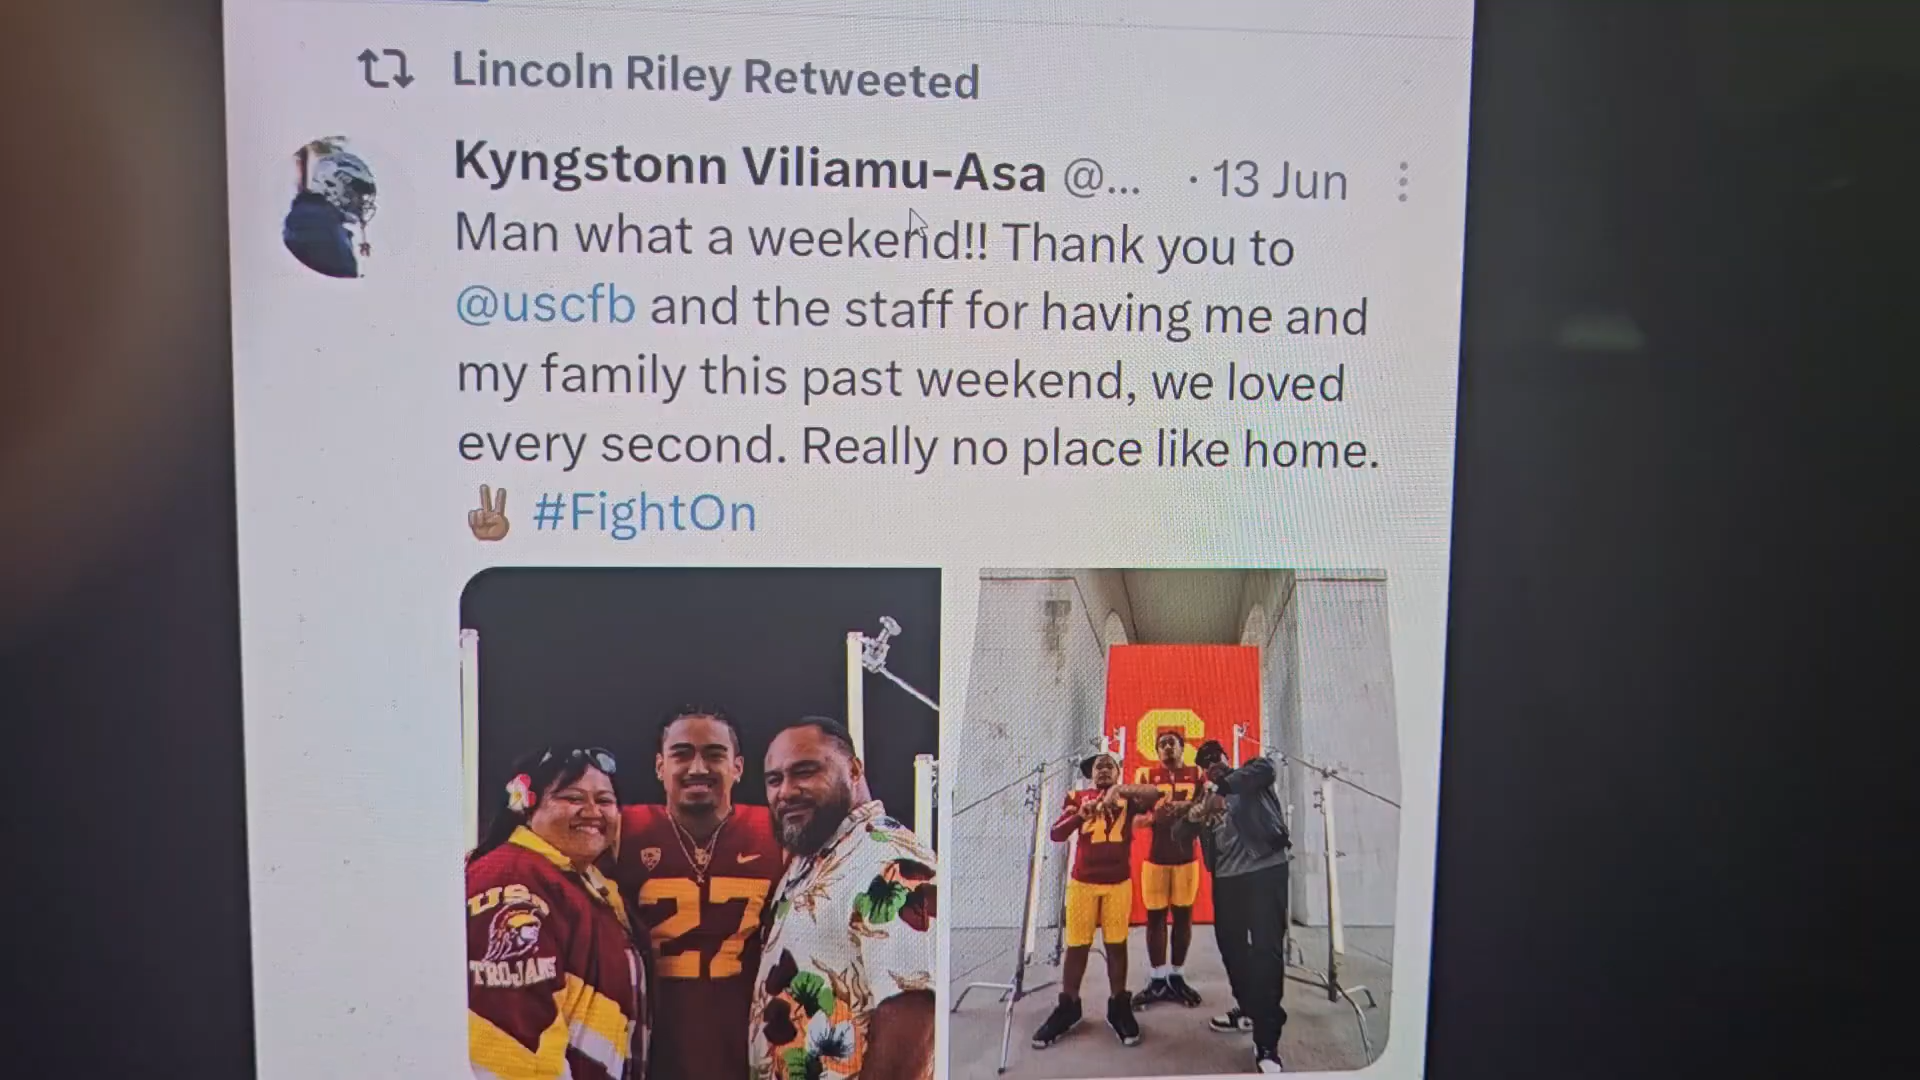 Lincoln Riley Retweeted
Kyngstonn Viliamu-Asa @... · 13 Jun
Man what a weekend!! Thank you to
@uscfb and the staff for having me and
my family this past weekend, we loved
every second. Really no place like home.
✌🏽 #FightOn
USC
TROJANS
27
47
27